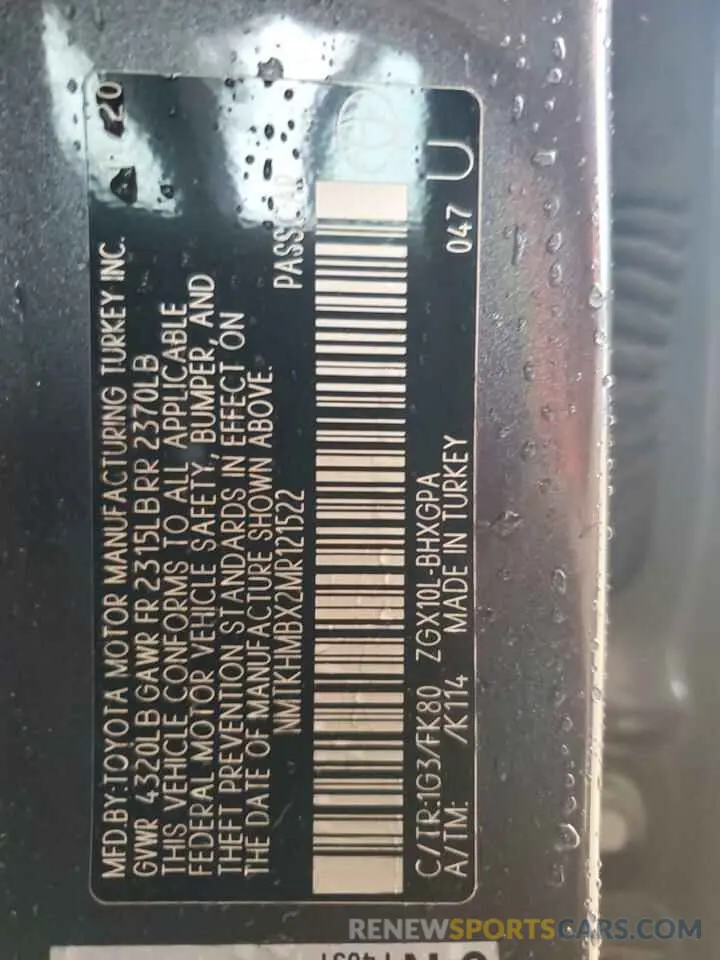 MFD.BY:TOYOTA MOTOR MANUFACTURING TURKEY INC. 20
GWR 4320LB GAWR FR 2315LB RR 2370LB
THIS VEHICLE CONFORMS TO ALL APPLICABLE
FEDERAL MOTOR VEHICLE SAFETY, BUMPER, AND
THEFT PREVENTION STANDARDS IN EFFECT ON
THE DATE OF MANUFACTURE SHOWN ABOVE.
NMTKHMBX2MR121522
C/TR:1G3/FK80 ZGX10L-BHXGPA 047
A/TM: /K114 MADE IN TURKEY U
RENEWSPORTSCARS.COM